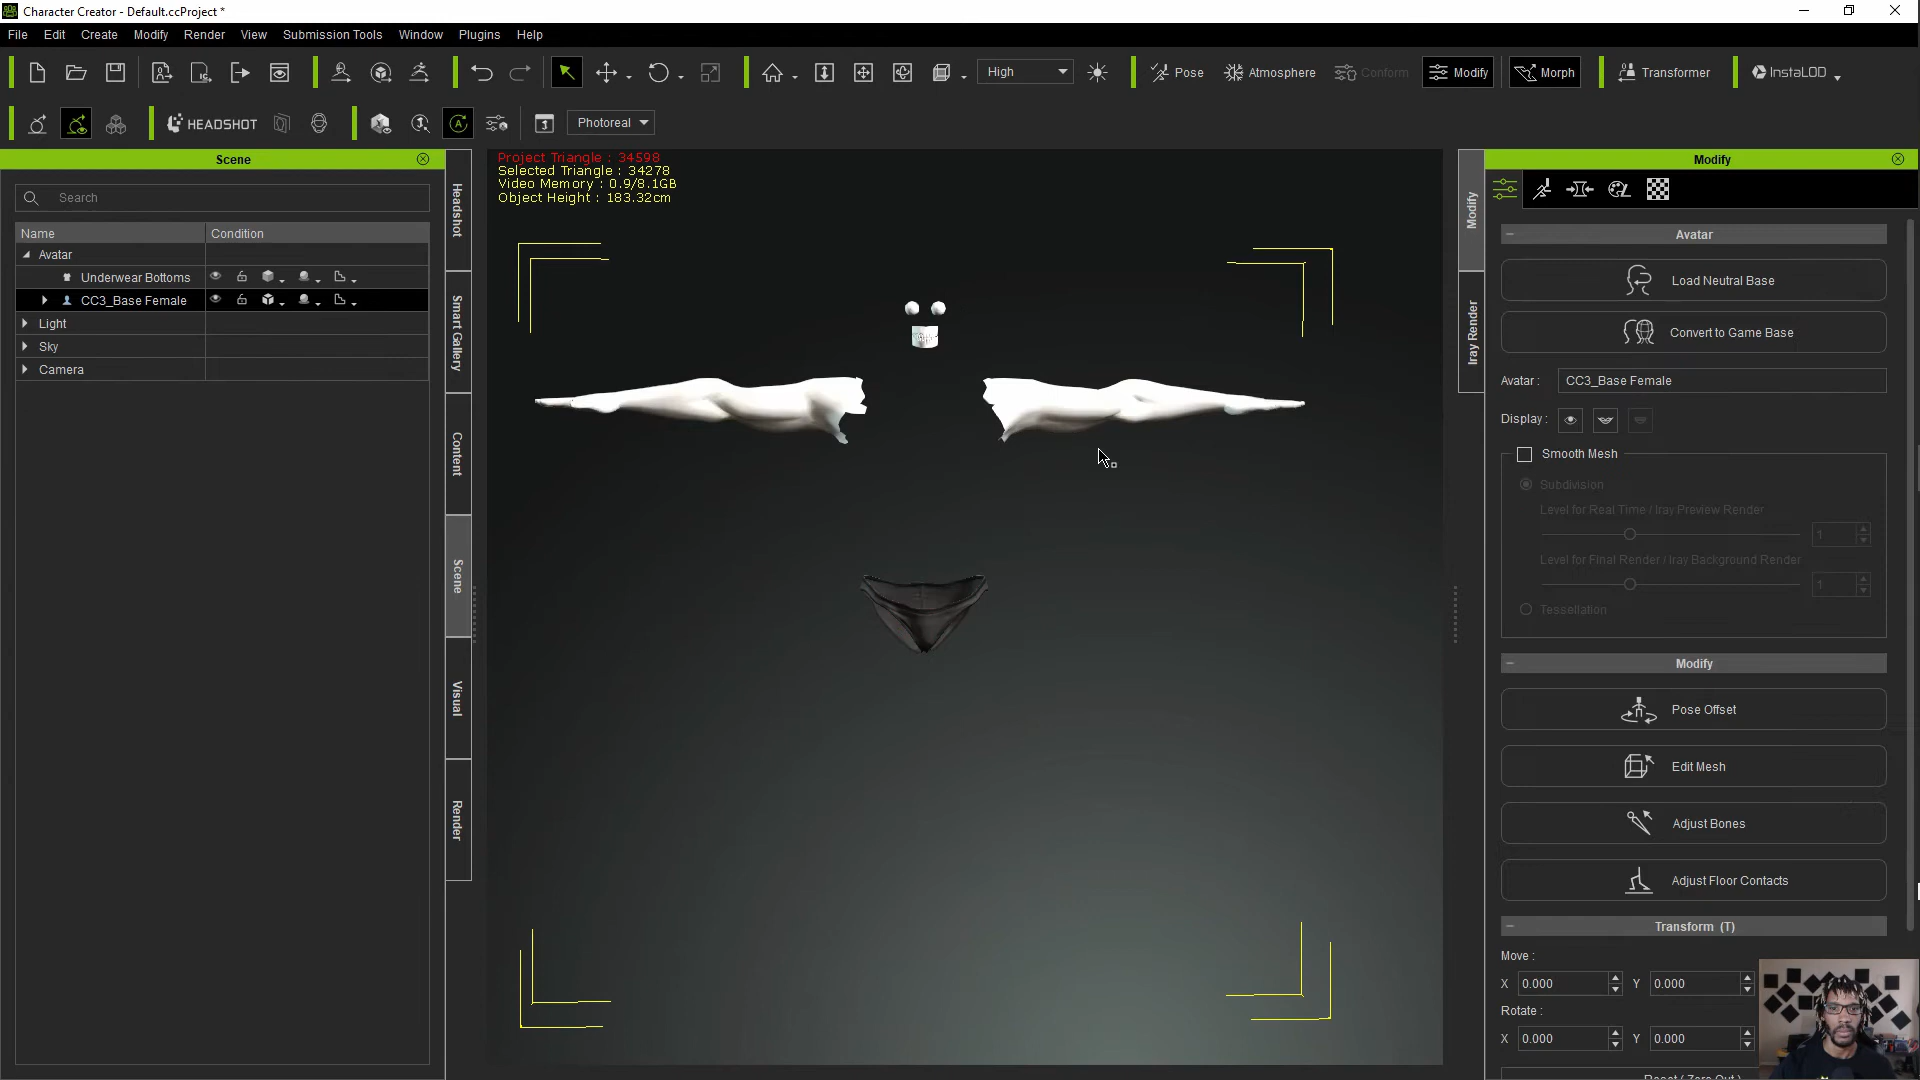 Character Creator - Default.ccProject *
File Edit Create Modify Render View Submission Tools Window Plugins Help
High Pose Atmosphere Conform Modify Morph Transformer InstaLOD
HEADSHOT Photoreal
Scene
Search
Name Condition
Avatar
Underwear Bottoms
CC3_Base Female
Light
Sky
Camera
Headshot
Smart Gallery
Content
Scene
Visual
Render
Project Triangle : 34598
Selected Triangle : 34278
Video Memory : 0.9/8.1GB
Object Height : 183.32cm
Modify
Iray Render
Modify
Avatar
Load Neutral Base
Convert to Game Base
Avatar : CC3_Base Female
Display :
Smooth Mesh
Subdivision
Level for Real Time / Iray Preview Render
1
Level for Final Render / Iray Background Render
1
Tessellation
Modify
Pose Offset
Edit Mesh
Adjust Bones
Adjust Floor Contacts
Transform (T)
Move :
X 0.000 Y 0.000
Rotate :
X 0.000 Y 0.000
Reset ( Zero Out )